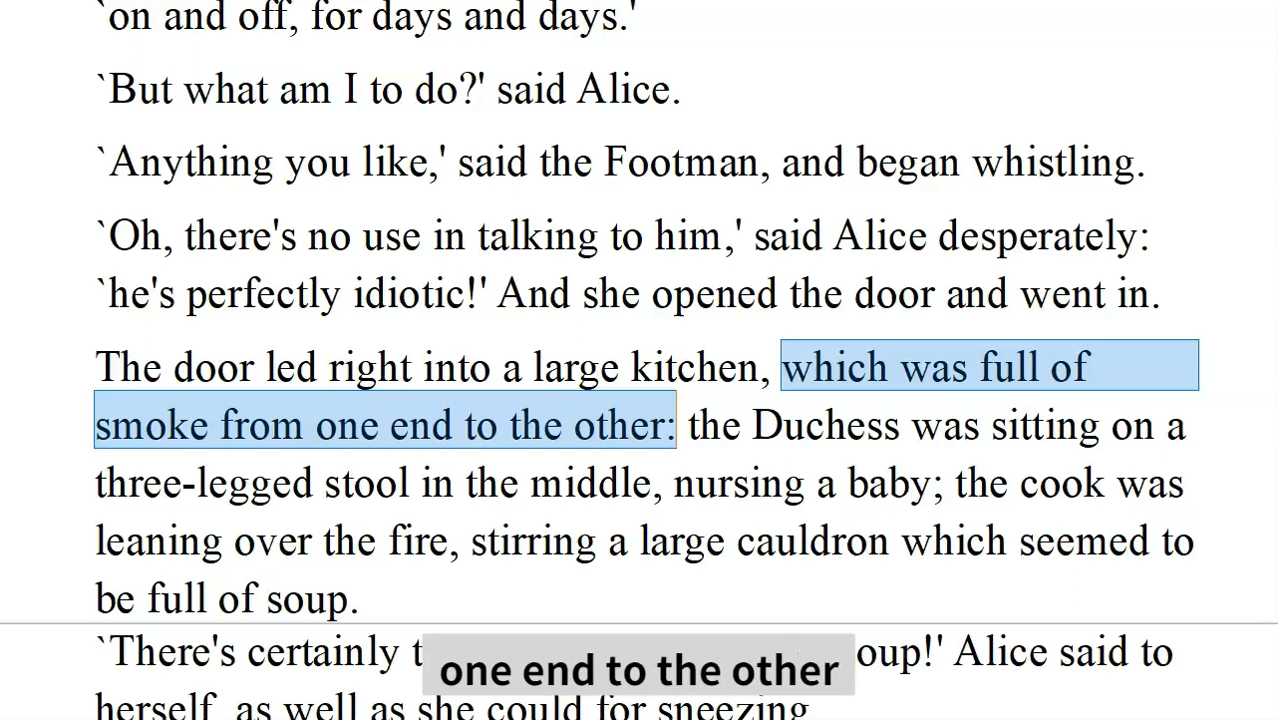 `on and off, for days and days.'
`But what am I to do?' said Alice.
`Anything you like,' said the Footman, and began whistling.
`Oh, there's no use in talking to him,' said Alice desperately:
`he's perfectly idiotic!' And she opened the door and went in.
The door led right into a large kitchen, which was full of
smoke from one end to the other: the Duchess was sitting on a
three-legged stool in the middle, nursing a baby; the cook was
leaning over the fire, stirring a large cauldron which seemed to
be full of soup.
`There's certainly oup!' Alice said to
one end to the other
herself, as well as she could for sneezing